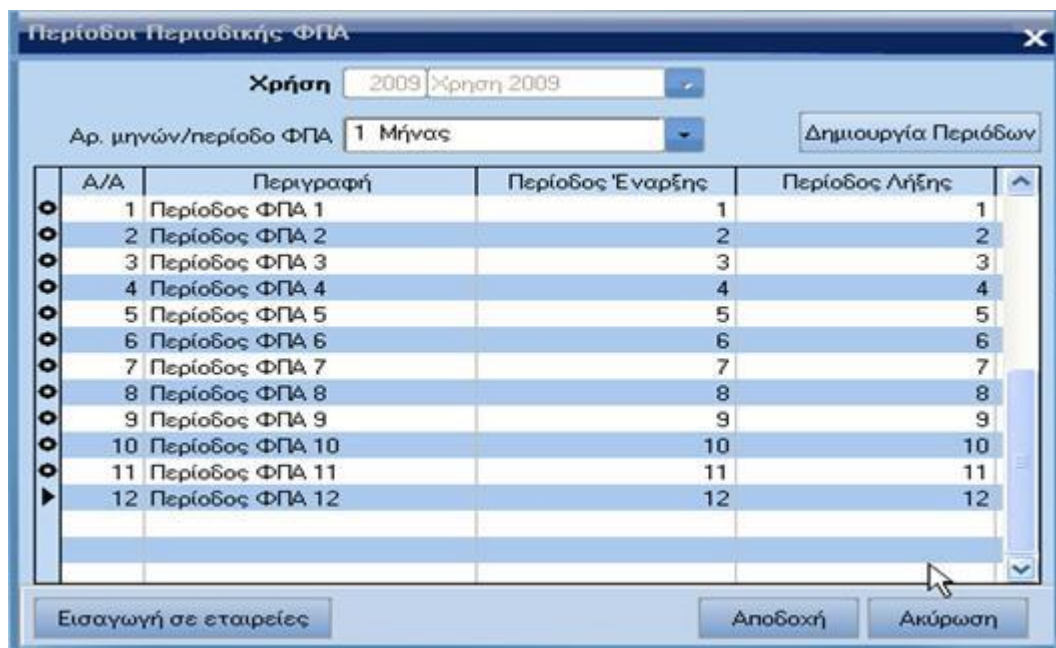 Περίοδοι Περιοδικής ΦΠΑ
Χρήση 2009 Χρηση 2009
Αρ. μηνών/περίοδο ΦΠΑ 1 Μήνας Δημιουργία Περιόδων
Α/Α Περιγραφή Περίοδος Έναρξης Περίοδος Λήξης
1 Περίοδος ΦΠΑ 1 1 1
2 Περίοδος ΦΠΑ 2 2 2
3 Περίοδος ΦΠΑ 3 3 3
4 Περίοδος ΦΠΑ 4 4 4
5 Περίοδος ΦΠΑ 5 5 5
6 Περίοδος ΦΠΑ 6 6 6
7 Περίοδος ΦΠΑ 7 7 7
8 Περίοδος ΦΠΑ 8 8 8
9 Περίοδος ΦΠΑ 9 9 9
10 Περίοδος ΦΠΑ 10 10 10
11 Περίοδος ΦΠΑ 11 11 11
12 Περίοδος ΦΠΑ 12 12 12
Εισαγωγή σε εταιρείες Αποδοχή Ακύρωση